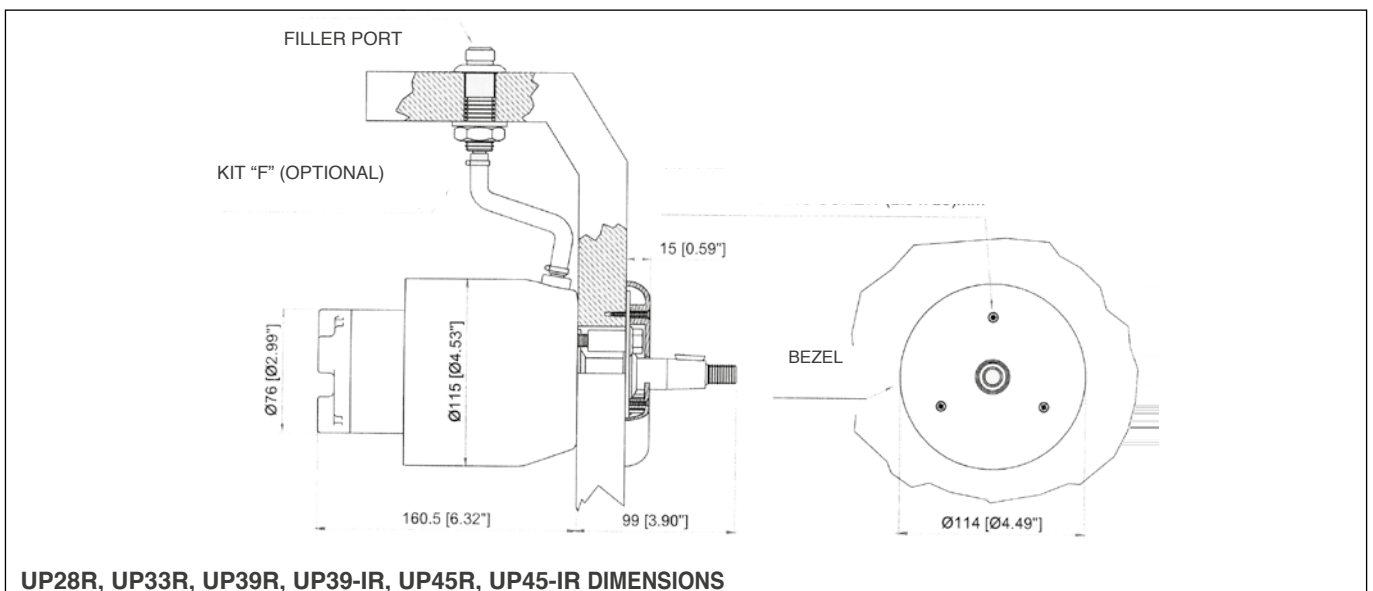 FILLER PORT
KIT “F” (OPTIONAL)
15 [0.59"]
BEZEL
Ø76 [Ø2.99"]
Ø115 [Ø4.53"]
160.5 [6.32"]
99 [3.90"]
Ø114 [Ø4.49"]
UP28R, UP33R, UP39R, UP39-IR, UP45R, UP45-IR DIMENSIONS